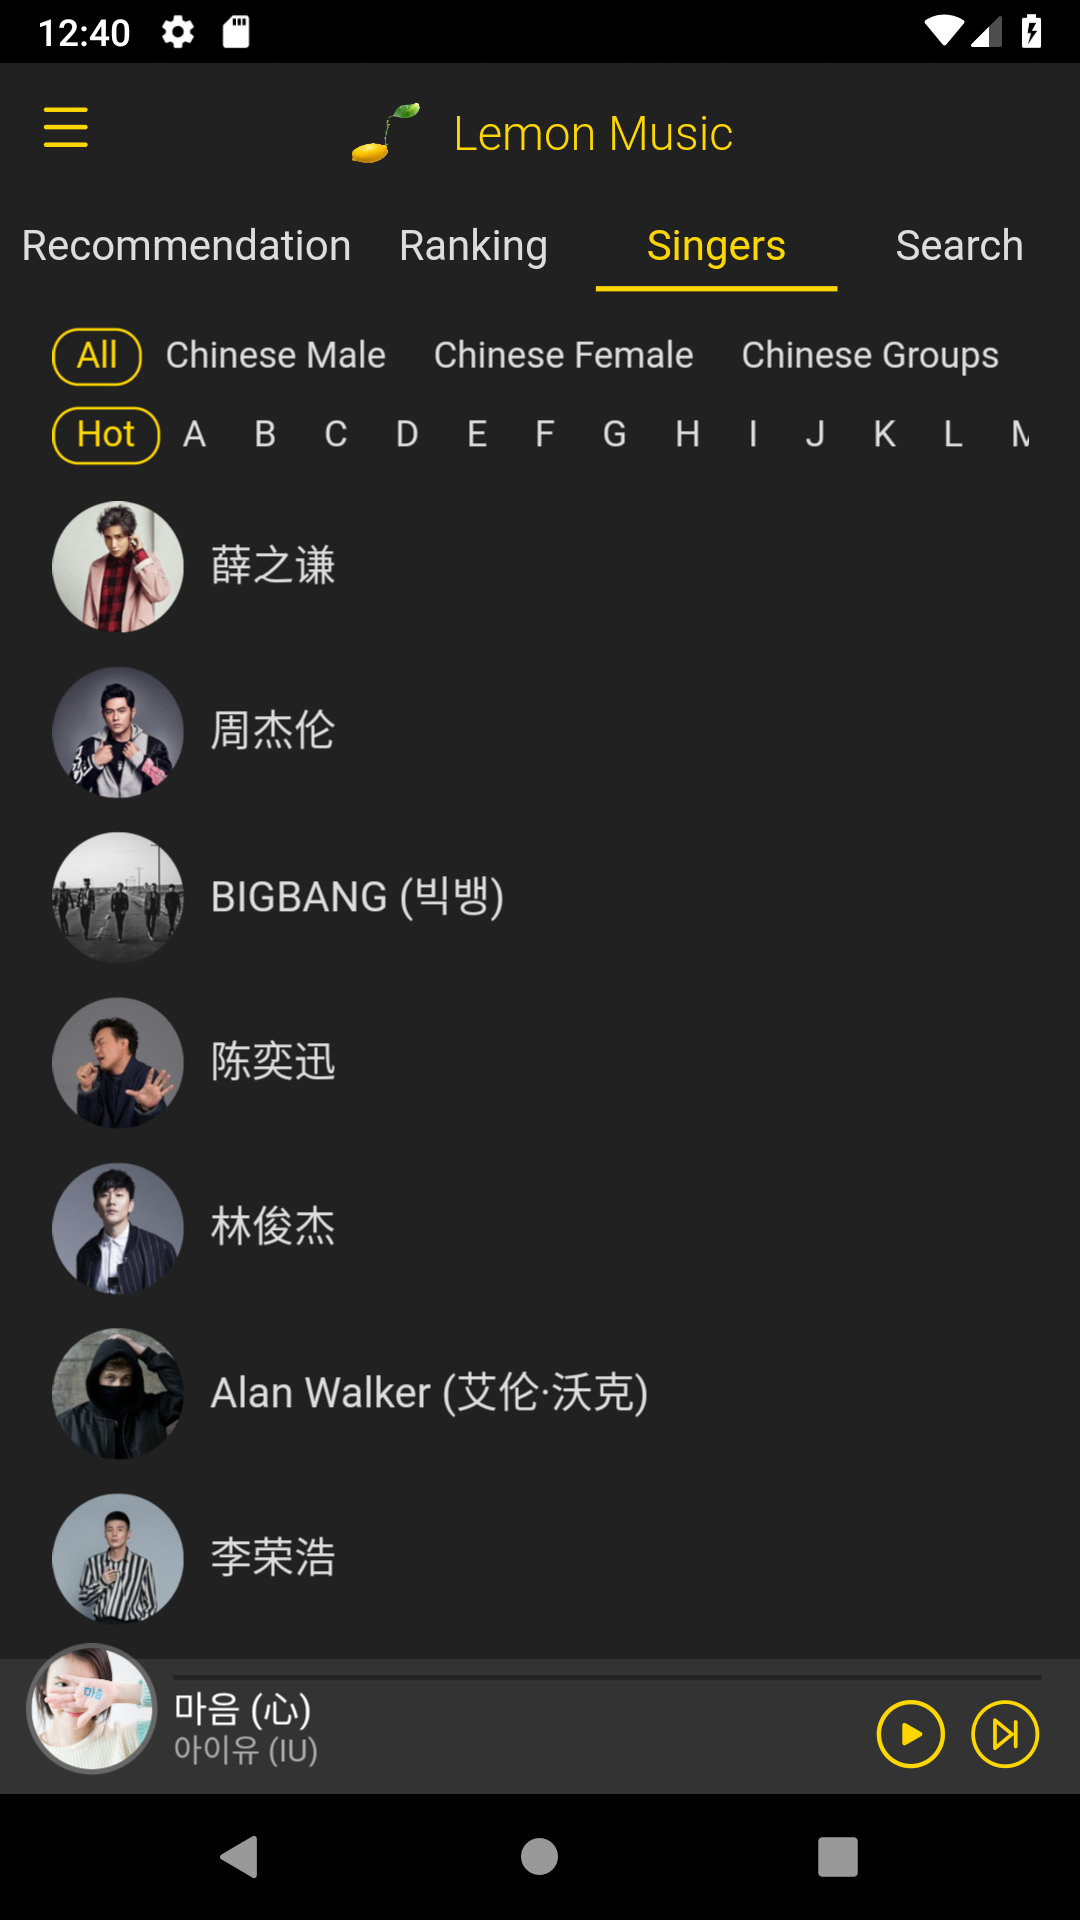 12:40
Lemon Music
Recommendation Ranking Singers Search
All Chinese Male Chinese Female Chinese Groups
Hot A B C D E F G H I J K L M
薛之谦
周杰伦
BIGBANG (빅뱅)
陈奕迅
林俊杰
Alan Walker (艾伦·沃克)
李荣浩
마음
마음 (心)
아이유 (IU)